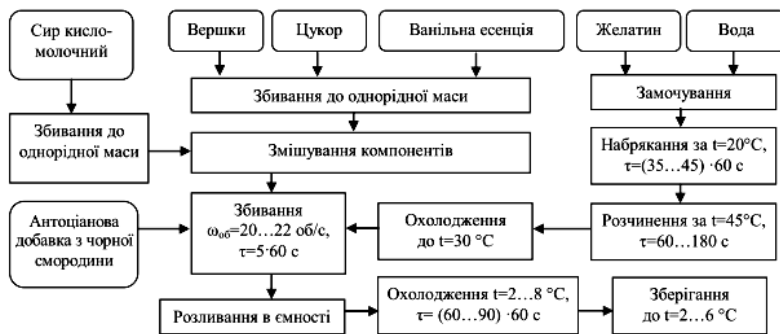 Сир кисло-
молочний
Вершки
Цукор
Ванільна есенція
Желатин
Вода
Збивання до однорідної маси
Замочування
Збивання до
однорідної маси
Змішування компонентів
Набрякання за t=20°C,
τ=(35…45) ·60 с
Антоціанова
добавка з чорної
смородини
Збивання
ωоб=20…22 об/с,
τ=5·60 с
Охолодження
до t=30 °C
Розчинення за t=45°C,
τ=60…180 с
Розливання в ємності
Охолодження t=2…8 °C,
τ= (60…90) ·60 с
Зберігання
до t=2…6 °C